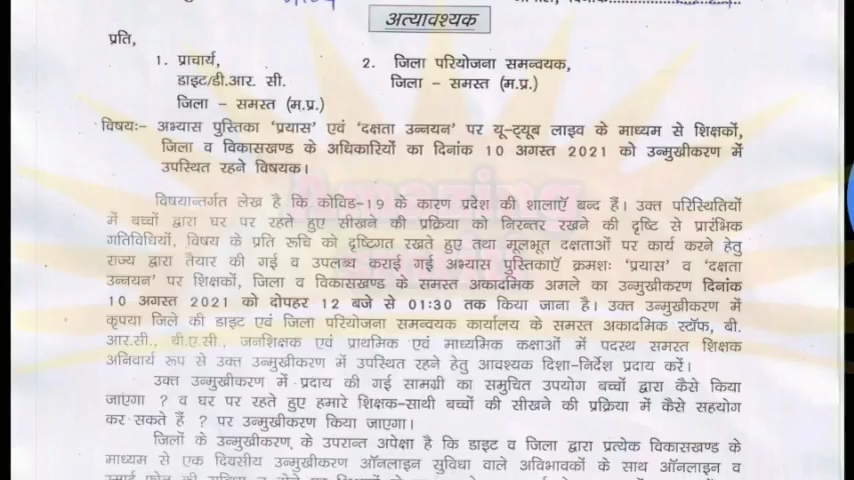 अत्यावश्यक
प्रति,
1. प्राचार्य, 2. जिला परियोजना समन्वयक,
डाइट/डी.आर. सी. जिला – समस्त (म.प्र.)
जिला – समस्त (म.प्र.)
विषयः- अभ्यास पुस्तिका 'प्रयास' एवं 'दक्षता उन्नयन' पर यू-ट्यूब लाइव के माध्यम से शिक्षकों,
जिला व विकासखण्ड के अधिकारियों का दिनांक 10 अगस्त 2021 को उन्मुखीकरण में
उपस्थित रहने विषयक।
विषयान्तर्गत लेख है कि कोविड-19 के कारण प्रदेश की शालाएँ बन्द हैं। उक्त परिस्थितियों
में बच्चों द्वारा घर पर रहते हुए सीखने की प्रक्रिया को निरन्तर रखने की दृष्टि से प्रारंभिक
गतिविधियों, विषय के प्रति रूचि को दृष्टिगत रखते हुए तथा मूलभूत दक्षताओं पर कार्य करने हेतु
राज्य द्वारा तैयार की गई व उपलब्ध कराई गई अभ्यास पुस्तिकाऍ क्रमशः 'प्रयास' व 'दक्षता
उन्नयन' पर शिक्षकों, जिला व विकासखण्ड के समस्त अकादमिक अमले का उन्मुखीकरण दिनांक
10 अगस्त 2021 को दोपहर 12 बजे से 01:30 तक किया जाना है। उक्त उन्मुखीकरण में
कृपया जिले की डाइट एवं जिला परियोजना समन्वयक कार्यालय के समस्त अकादमिक स्टॉफ, बी.
आर.सी., बी.ए.सी., जनशिक्षक एवं प्राथमिक एवं माध्यमिक कक्षाओं में पदस्थ समस्त शिक्षक
अनिवार्य रूप से उक्त उन्मुखीकरण में उपस्थित रहने हेतु आवश्यक दिशा-निर्देश प्रदाय करें।
उक्त उन्मुखीकरण में प्रदाय की गई सामग्री का समुचित उपयोग बच्चों द्वारा कैसे किया
जाएंगा ? व घर पर रहते हुए हमारे शिक्षक-साथी बच्चों की सीखने की प्रक्रिया में कैसे सहयोग
कर सकते हैं ? पर उन्मुखीकरण किया जाएगा।
जिलों के उन्मुखीकरण के उपरान्त अपेक्षा है कि डाइट व जिला द्वारा प्रत्येक विकासखण्ड के
माध्यम से एक दिवसीय उन्मुखीकरण ऑनलाइन सुविधा वाले अविभावकों के साथ ऑनलाइन व